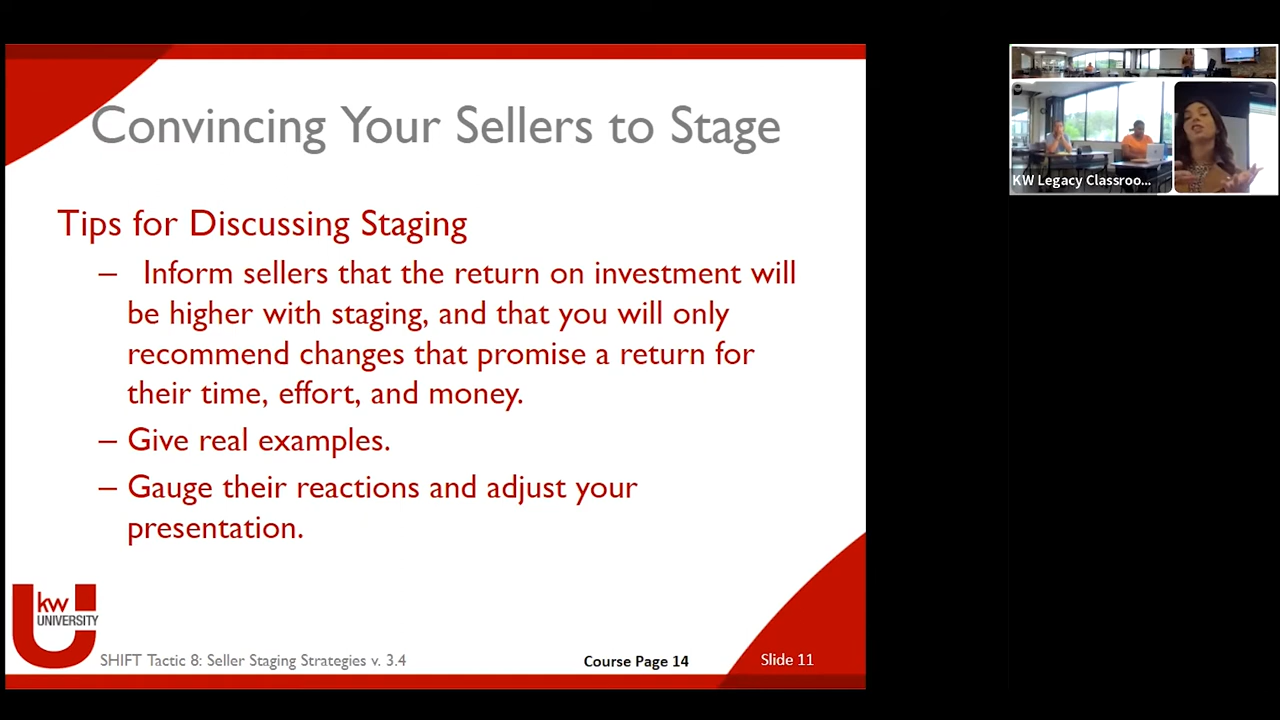 Convincing Your Sellers to Stage
Tips for Discussing Staging
– Inform sellers that the return on investment will
be higher with staging, and that you will only
recommend changes that promise a return for
their time, effort, and money.
– Give real examples.
– Gauge their reactions and adjust your
presentation.
kw
UNIVERSITY
SHIFT Tactic 8: Seller Staging Strategies v. 3.4
Course Page 14
Slide 11
KW Legacy Classroo...